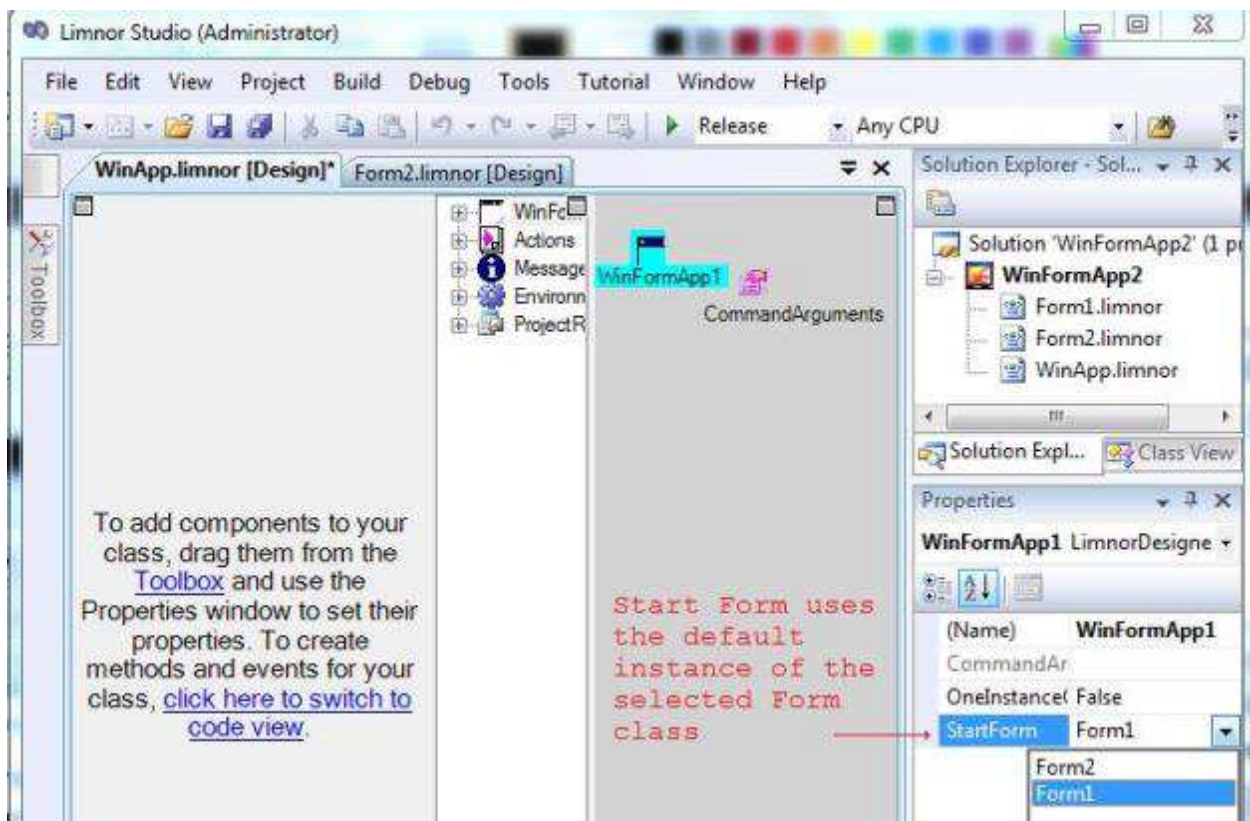 Limnor Studio (Administrator)
File Edit View Project Build Debug Tools Tutorial Window Help
Release Any CPU
WinApp.limnor [Design]* Form2.limnor [Design]
Toolbox
To add components to your
class, drag them from the
Toolbox and use the
Properties window to set their
properties. To create
methods and events for your
class, click here to switch to
code view.
WinFc
Actions
Message
Environn
ProjectR
WinFormApp1
CommandArguments
Start Form uses
the default
instance of the
selected Form
class
Solution Explorer - Sol...
Solution 'WinFormApp2' (1 p
WinFormApp2
Form1.limnor
Form2.limnor
WinApp.limnor
Solution Expl... Class View
Properties
WinFormApp1 LimnorDesigne
(Name) WinFormApp1
CommandAr
OneInstance( False
StartForm Form1
Form2
Form1